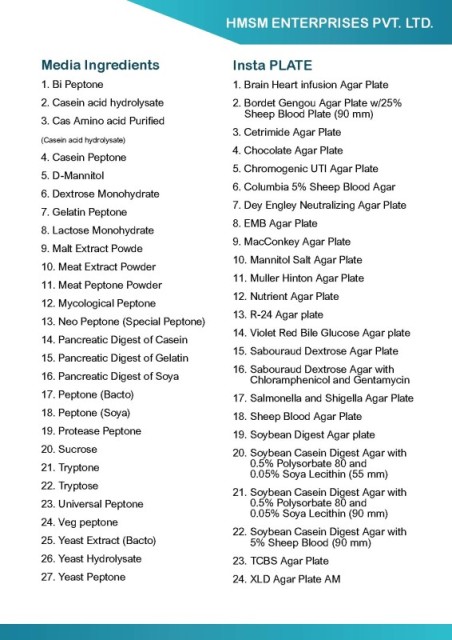 HMSM ENTERPRISES PVT. LTD.
Media Ingredients
1. Bi Peptone
2. Casein acid hydrolysate
3. Cas Amino acid Purified
(Casein acid hydrolysate)
4. Casein Peptone
5. D-Mannitol
6. Dextrose Monohydrate
7. Gelatin Peptone
8. Lactose Monohydrate
9. Malt Extract Powde
10. Meat Extract Powder
11. Meat Peptone Powder
12. Mycological Peptone
13. Neo Peptone (Special Peptone)
14. Pancreatic Digest of Casein
15. Pancreatic Digest of Gelatin
16. Pancreatic Digest of Soya
17. Peptone (Bacto)
18. Peptone (Soya)
19. Protease Peptone
20. Sucrose
21. Tryptone
22. Tryptose
23. Universal Peptone
24. Veg peptone
25. Yeast Extract (Bacto)
26. Yeast Hydrolysate
27. Yeast Peptone
Insta PLATE
1. Brain Heart infusion Agar Plate
2. Bordet Gengou Agar Plate w/25%
Sheep Blood Plate (90 mm)
3. Cetrimide Agar Plate
4. Chocolate Agar Plate
5. Chromogenic UTI Agar Plate
6. Columbia 5% Sheep Blood Agar
7. Dey Engley Neutralizing Agar Plate
8. EMB Agar Plate
9. MacConkey Agar Plate
10. Mannitol Salt Agar Plate
11. Muller Hinton Agar Plate
12. Nutrient Agar Plate
13. R-24 Agar plate
14. Violet Red Bile Glucose Agar plate
15. Sabouraud Dextrose Agar Plate
16. Sabouraud Dextrose Agar with
Chloramphenicol and Gentamycin
17. Salmonella and Shigella Agar Plate
18. Sheep Blood Agar Plate
19. Soybean Digest Agar plate
20. Soybean Casein Digest Agar with
0.5% Polysorbate 80 and
0.05% Soya Lecithin (55 mm)
21. Soybean Casein Digest Agar with
0.5% Polysorbate 80 and
0.05% Soya Lecithin (90 mm)
22. Soybean Casein Digest Agar with
5% Sheep Blood (90 mm)
23. TCBS Agar Plate
24. XLD Agar Plate AM